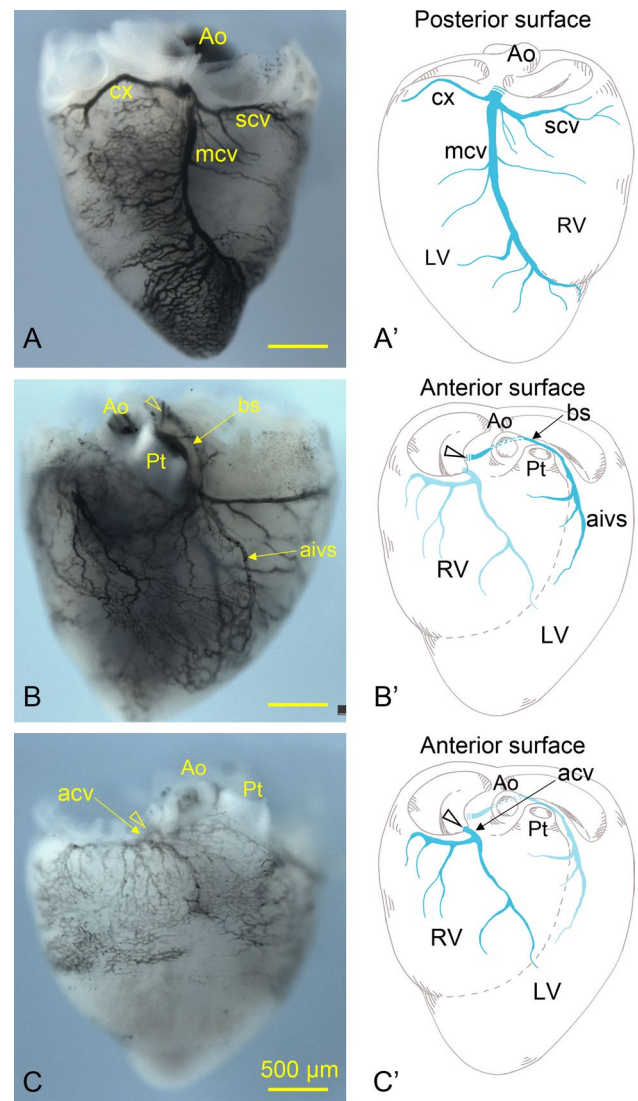 Ao
cx
scv
mcv
A
Posterior surface
Ao
cx
scv
mcv
RV
LV
A'
Ao
bs
Pt
aivs
B
Anterior surface
bs
Ao
Pt
aivs
RV
LV
B'
Ao
Pt
acv
C
500 μm
Anterior surface
acv
Ao
Pt
RV
LV
C'